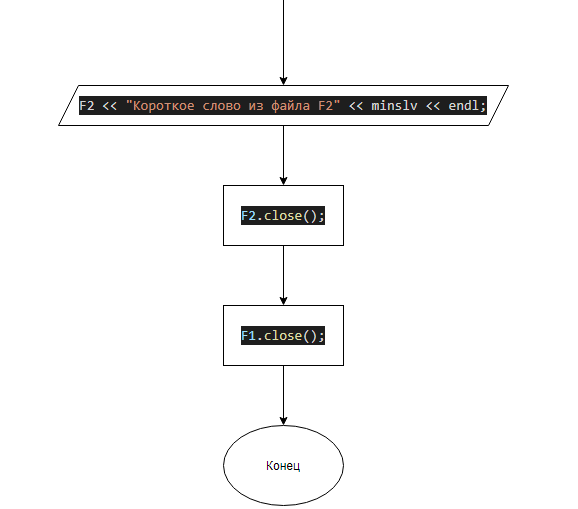 F2 << "Короткое слово из файла F2" << minslv << endl;
F2.close();
F1.close();
Конец